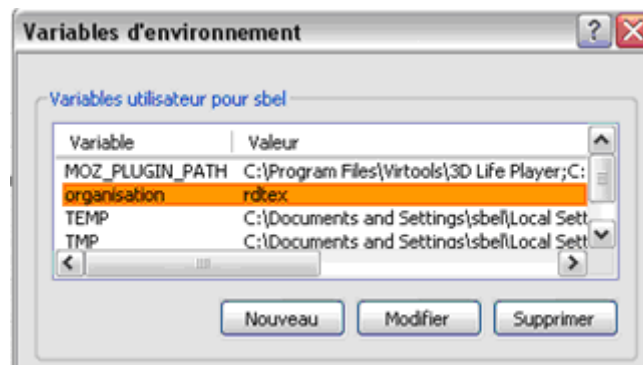 Variables d'environnement
?
Variables utilisateur pour sbel
Variable Valeur
MOZ_PLUGIN_PATH C:\Program Files\Virtools\3D Life Player;C:
organisation rdtex
TEMP C:\Documents and Settings\sbel\Local Sett
TMP C:\Documents and Settings\sbel\Local Sett
Nouveau Modifier Supprimer